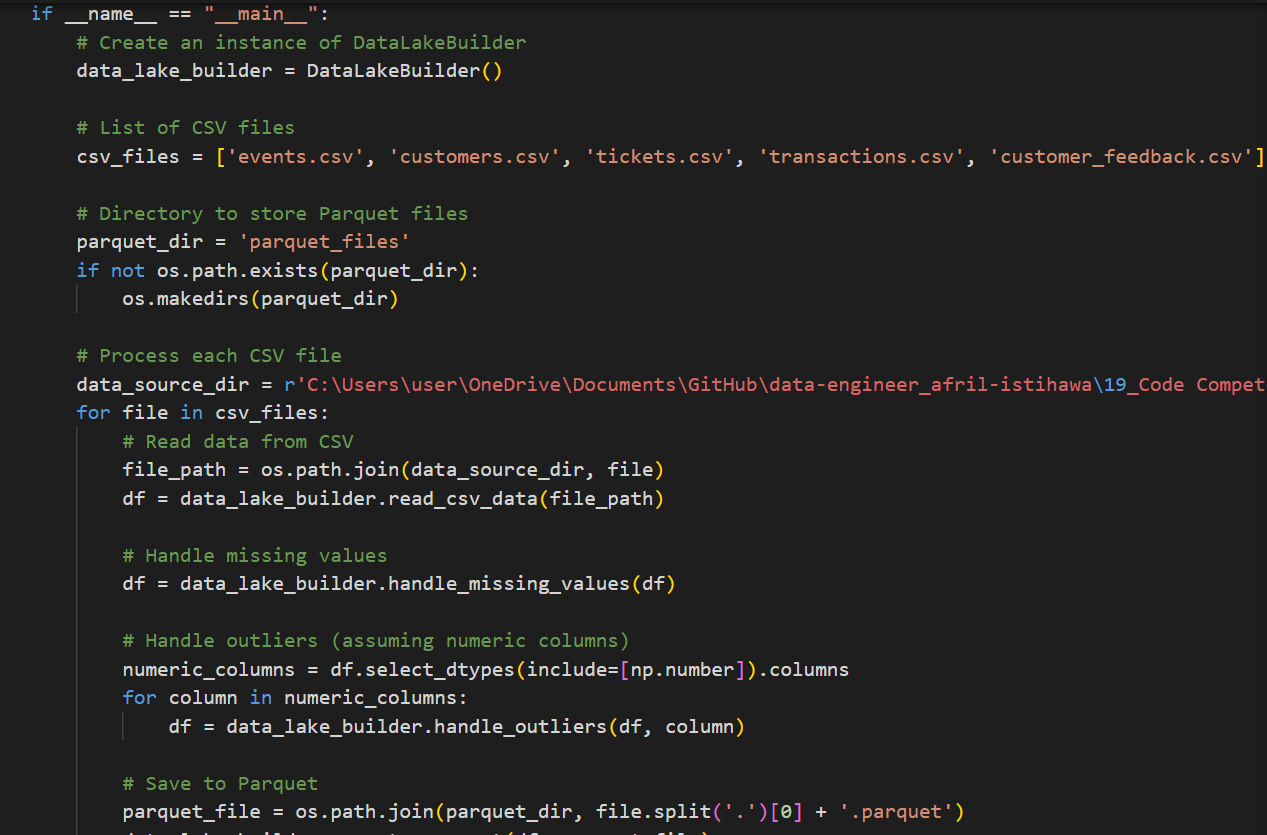 if __name__ == "__main__":
# Create an instance of DataLakeBuilder
data_lake_builder = DataLakeBuilder()
# List of CSV files
csv_files = ['events.csv', 'customers.csv', 'tickets.csv', 'transactions.csv', 'customer_feedback.csv']
# Directory to store Parquet files
parquet_dir = 'parquet_files'
if not os.path.exists(parquet_dir):
os.makedirs(parquet_dir)
# Process each CSV file
data_source_dir = r'C:\Users\user\OneDrive\Documents\GitHub\data-engineer_afril-istihawa\19_Code Compet
for file in csv_files:
# Read data from CSV
file_path = os.path.join(data_source_dir, file)
df = data_lake_builder.read_csv_data(file_path)
# Handle missing values
df = data_lake_builder.handle_missing_values(df)
# Handle outliers (assuming numeric columns)
numeric_columns = df.select_dtypes(include=[np.number]).columns
for column in numeric_columns:
df = data_lake_builder.handle_outliers(df, column)
# Save to Parquet
parquet_file = os.path.join(parquet_dir, file.split('.')[0] + '.parquet')